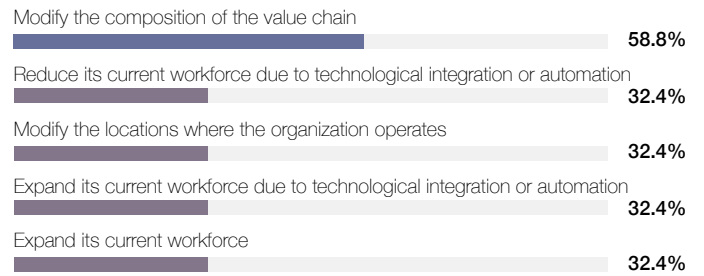 Modify the composition of the value chain
58.8%
Reduce its current workforce due to technological integration or automation
32.4%
Modify the locations where the organization operates
32.4%
Expand its current workforce due to technological integration or automation
32.4%
Expand its current workforce
32.4%